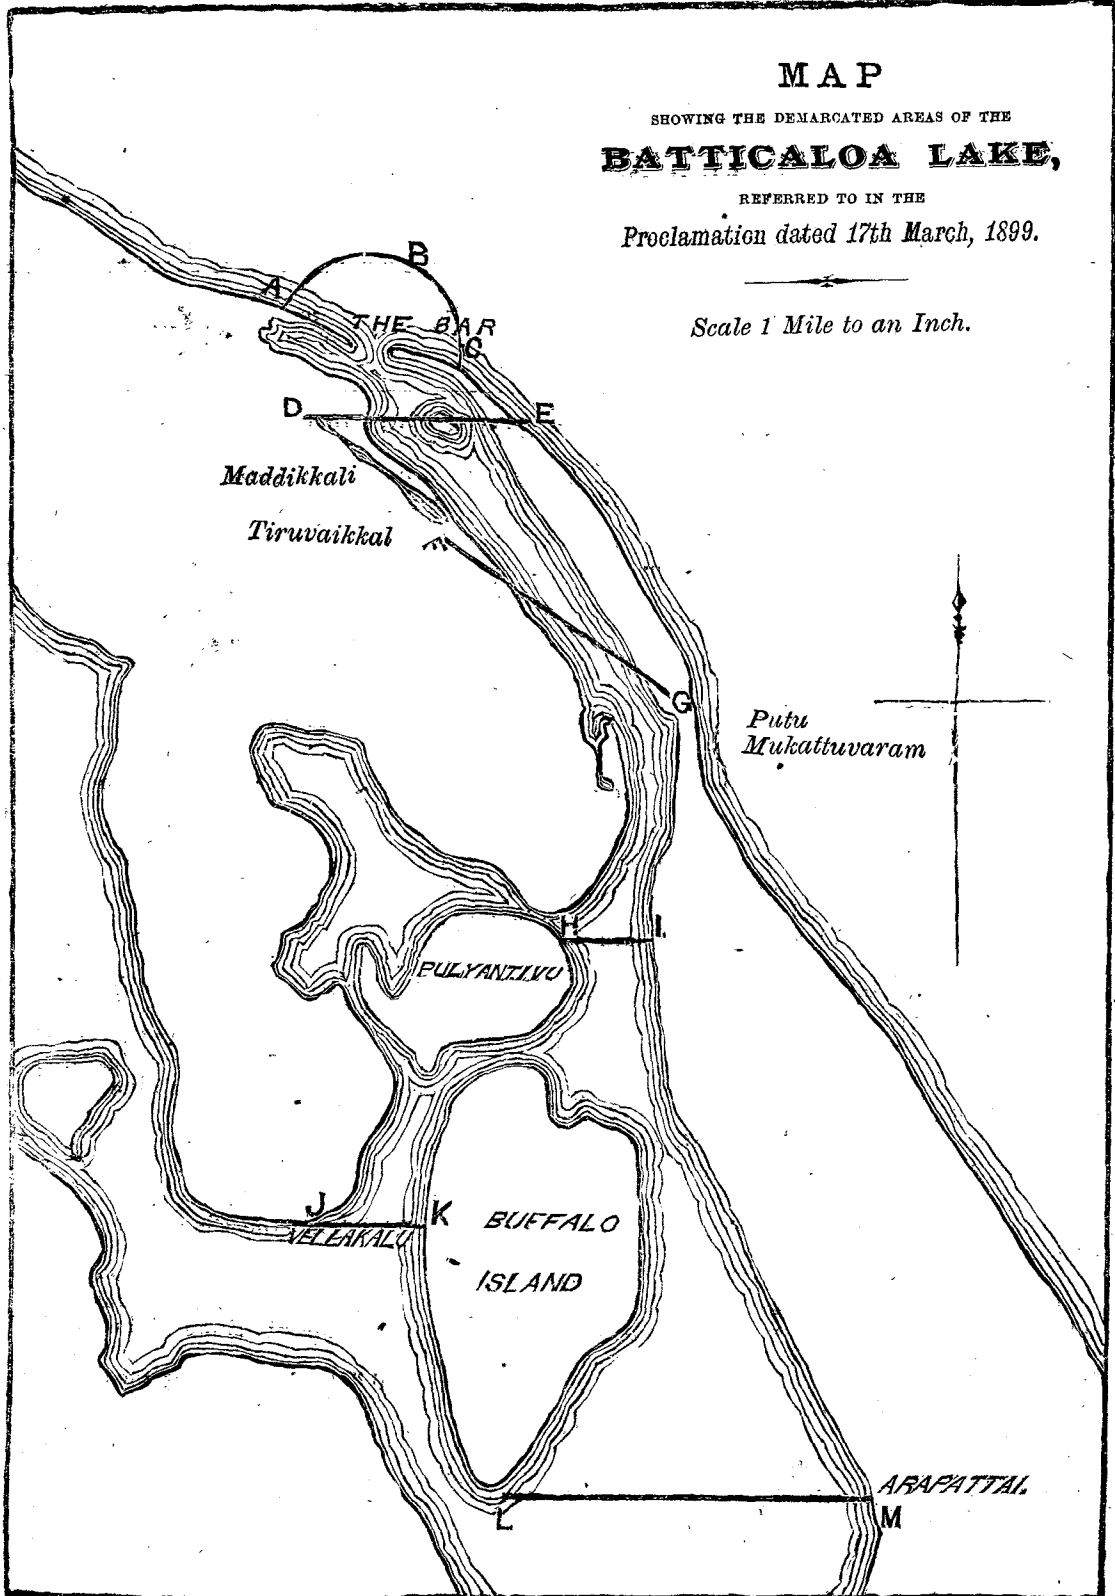 MAP
SHOWING THE DEMARCATED AREAS OF THE
BATTICALOA LAKE,
REFERRED TO IN THE
Proclamation dated 17th March, 1899.
Scale 1 Mile to an Inch.
B
A
THE BAR
C
D
E
Maddikkali
Tiruvaikkal
G
Putu
Mukattuvaram
H
I.
PULYANTIVU
J
K
VELLAKALU
BUFFALO
ISLAND
ARAPATTAI.
L
M